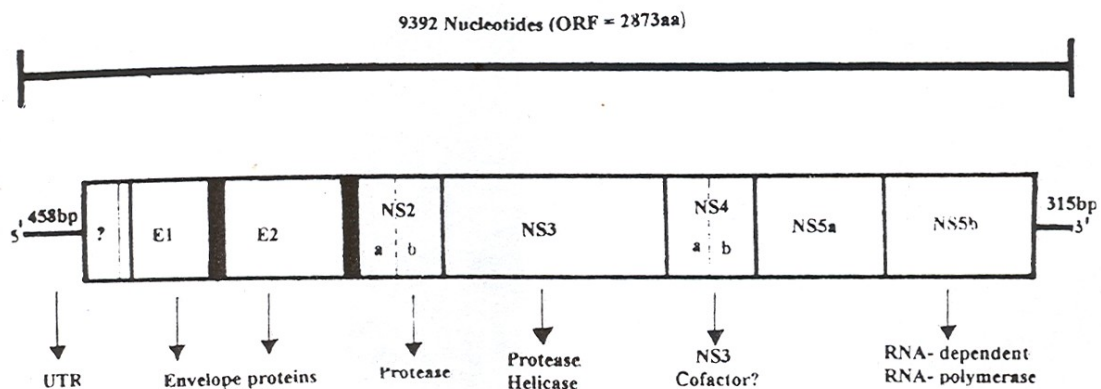 9392 Nucleotides (ORF = 2873aa)
5' 458bp ? E1 E2 NS2 a b NS3 NS4 a b NS5a NS5b 315bp 3'
UTR
Envelope proteins
Protease
Protease
Helicase
NS3
Cofactor?
RNA- dependent
RNA- polymerase